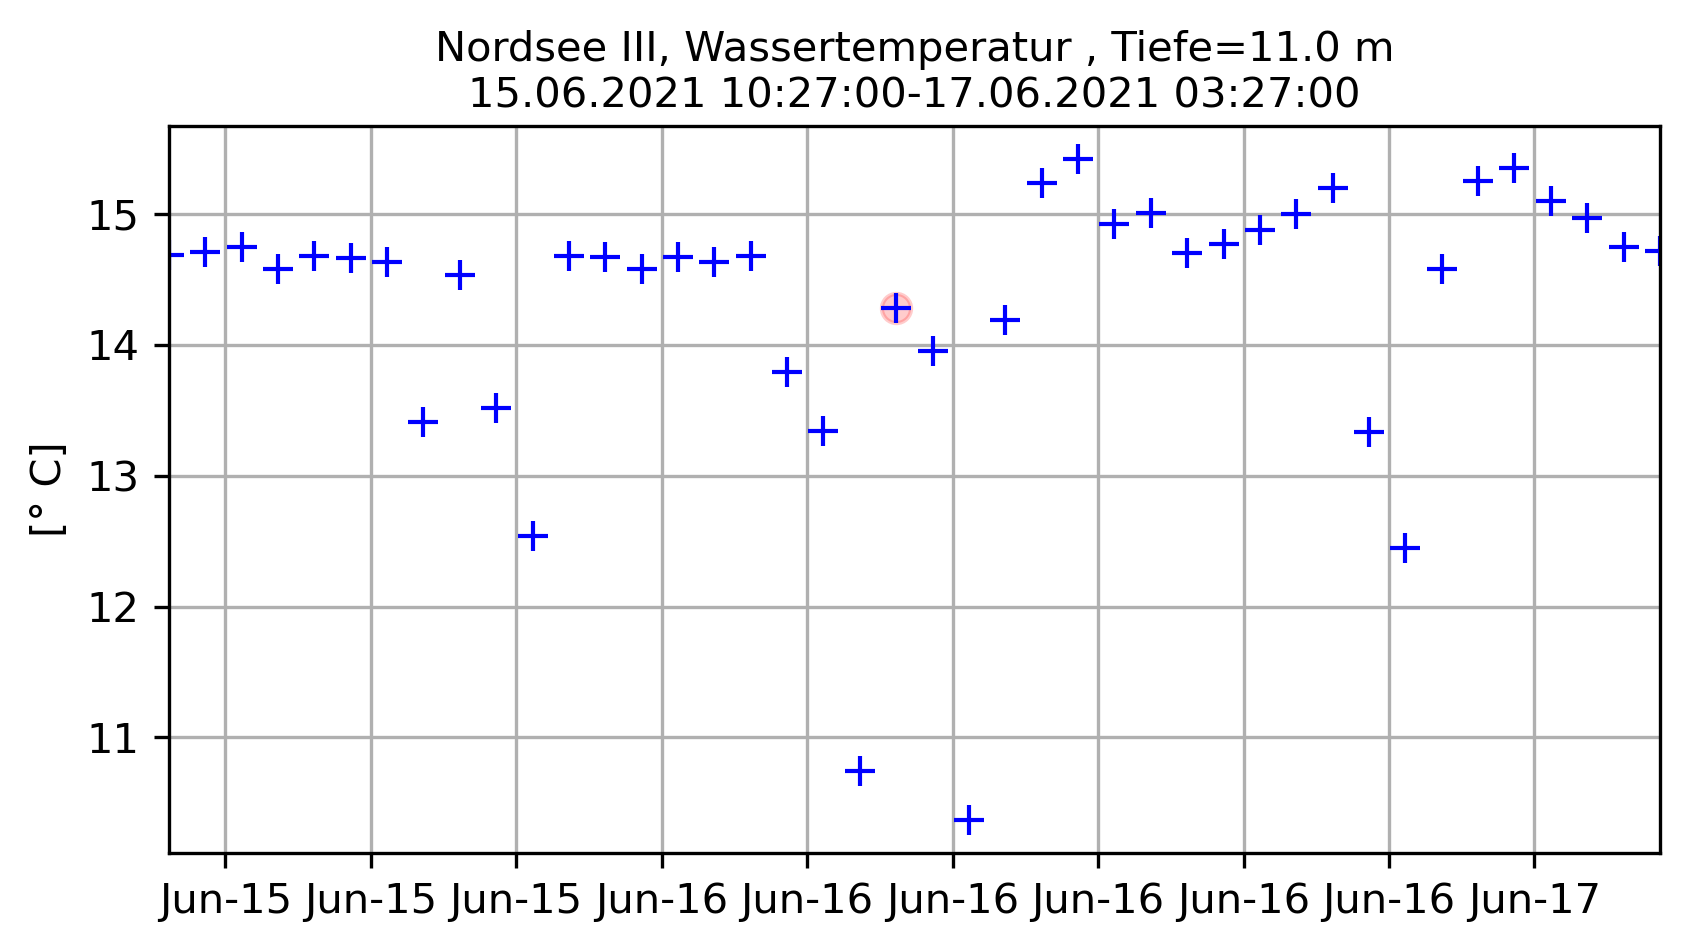 Nordsee III, Wassertemperatur , Tiefe=11.0 m
15.06.2021 10:27:00-17.06.2021 03:27:00
[° C]
15
14
13
12
11
Jun-15 Jun-15 Jun-15 Jun-16 Jun-16 Jun-16 Jun-16 Jun-16 Jun-16 Jun-17